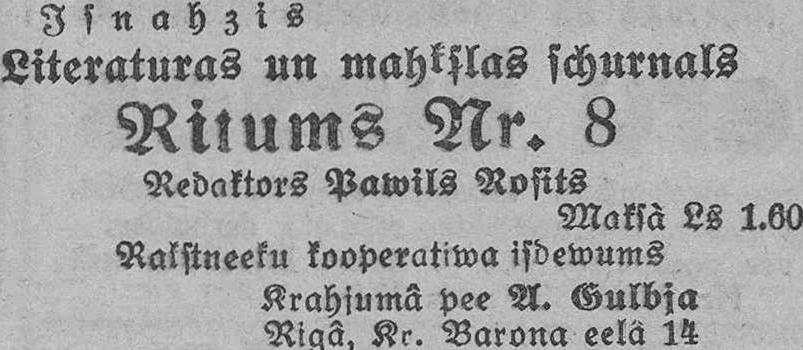 Isnahzis
Literaturas un mahkslas schurnals
Ritums Nr. 8
Redaktors Pawils Rosits
Maksà Ls 1.60
Rakstneeku kooperatiwa isdewums
Krahjumâ pee A. Gulbja
Rigâ, Kr. Barona eelâ 14